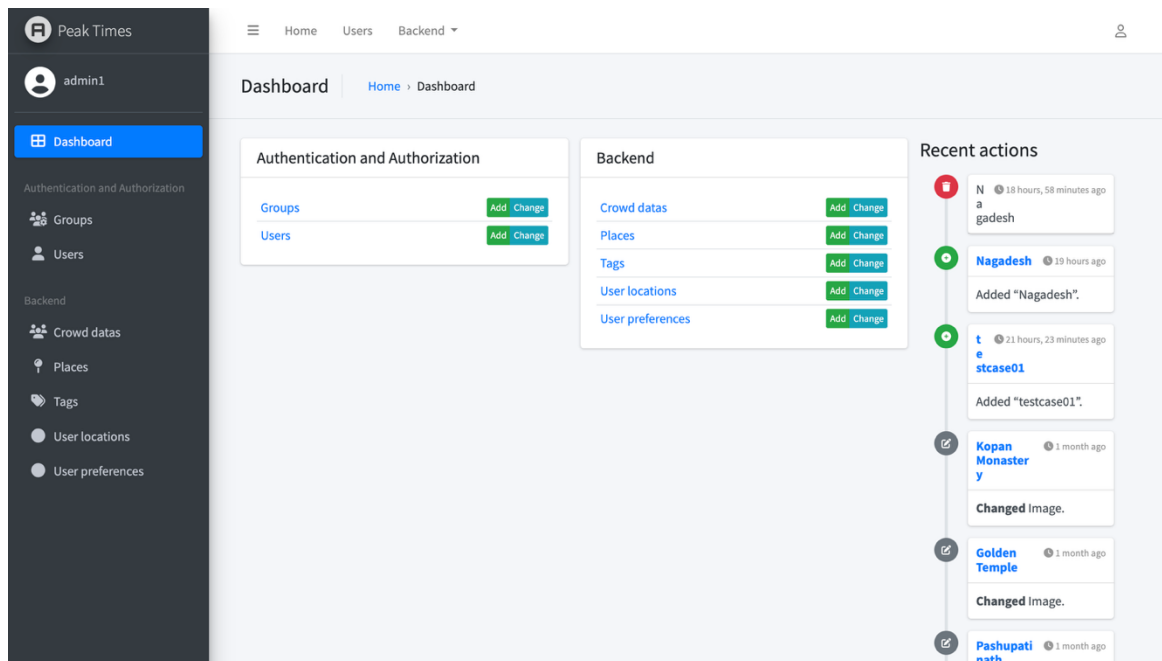 Peak Times
admin1
Dashboard
Authentication and Authorization
Groups
Users
Backend
Crowd datas
Places
Tags
User locations
User preferences
Home Users Backend
Dashboard Home › Dashboard
Authentication and Authorization
Groups Add Change
Users Add Change
Backend
Crowd datas Add Change
Places Add Change
Tags Add Change
User locations Add Change
User preferences Add Change
Recent actions
N 18 hours, 58 minutes ago
a
gadesh
Nagadesh 19 hours ago
Added “Nagadesh”.
t 21 hours, 23 minutes ago
e
stcase01
Added “testcase01”.
Kopan 1 month ago
Monaster
y
Changed Image.
Golden 1 month ago
Temple
Changed Image.
Pashupati 1 month ago
nath